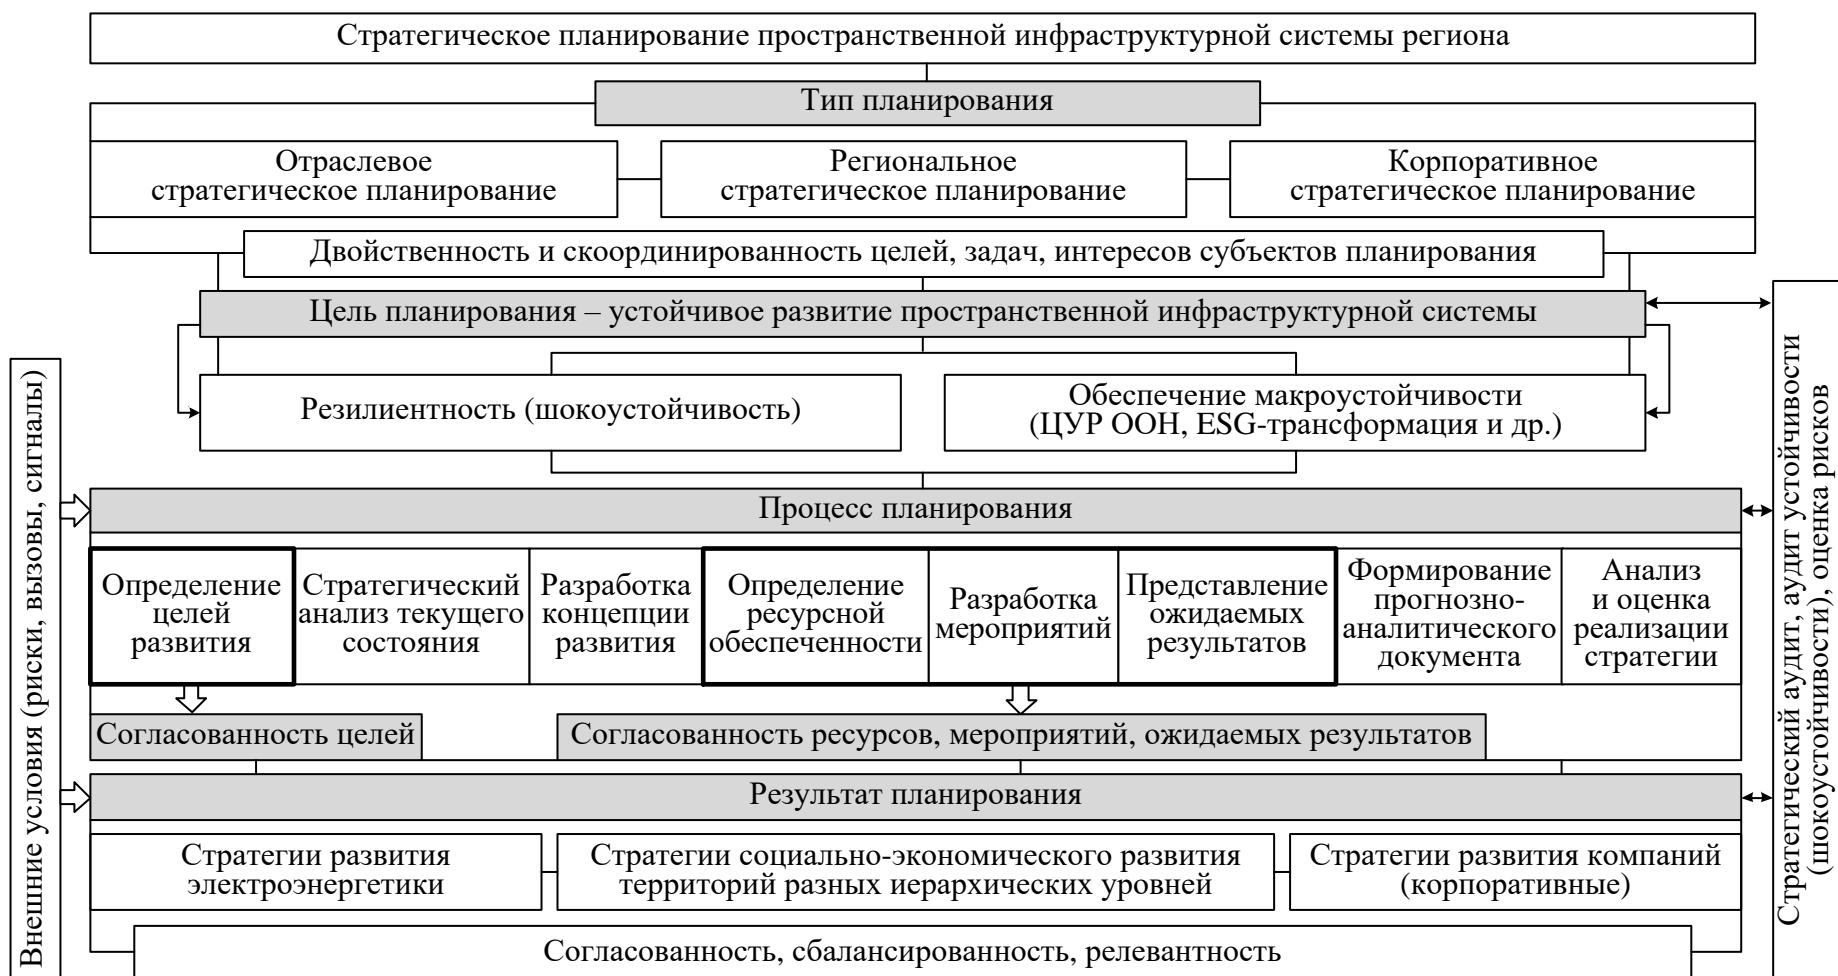 Стратегическое планирование пространственной инфраструктурной системы региона
Тип планирования
Отраслевое
стратегическое планирование
Региональное
стратегическое планирование
Корпоративное
стратегическое планирование
Двойственность и скоординированность целей, задач, интересов субъектов планирования
Цель планирования – устойчивое развитие пространственной инфраструктурной системы
Резилиентность (шокоустойчивость)
Обеспечение макроустойчивости
(ЦУР ООН, ESG-трансформация и др.)
Внешние условия (риски, вызовы, сигналы)
Процесс планирования
Определение
целей
развития
Стратегический
анализ текущего
состояния
Разработка
концепции
развития
Определение
ресурсной
обеспеченности
Разработка
мероприятий
Представление
ожидаемых
результатов
Формирование
прогнозно-
аналитического
документа
Анализ
и оценка
реализации
стратегии
Согласованность целей
Согласованность ресурсов, мероприятий, ожидаемых результатов
Результат планирования
Стратегии развития
электроэнергетики
Стратегии социально-экономического развития
территорий разных иерархических уровней
Стратегии развития компаний
(корпоративные)
Согласованность, сбалансированность, релевантность
Стратегический аудит, аудит устойчивости
(шокоустойчивости), оценка рисков